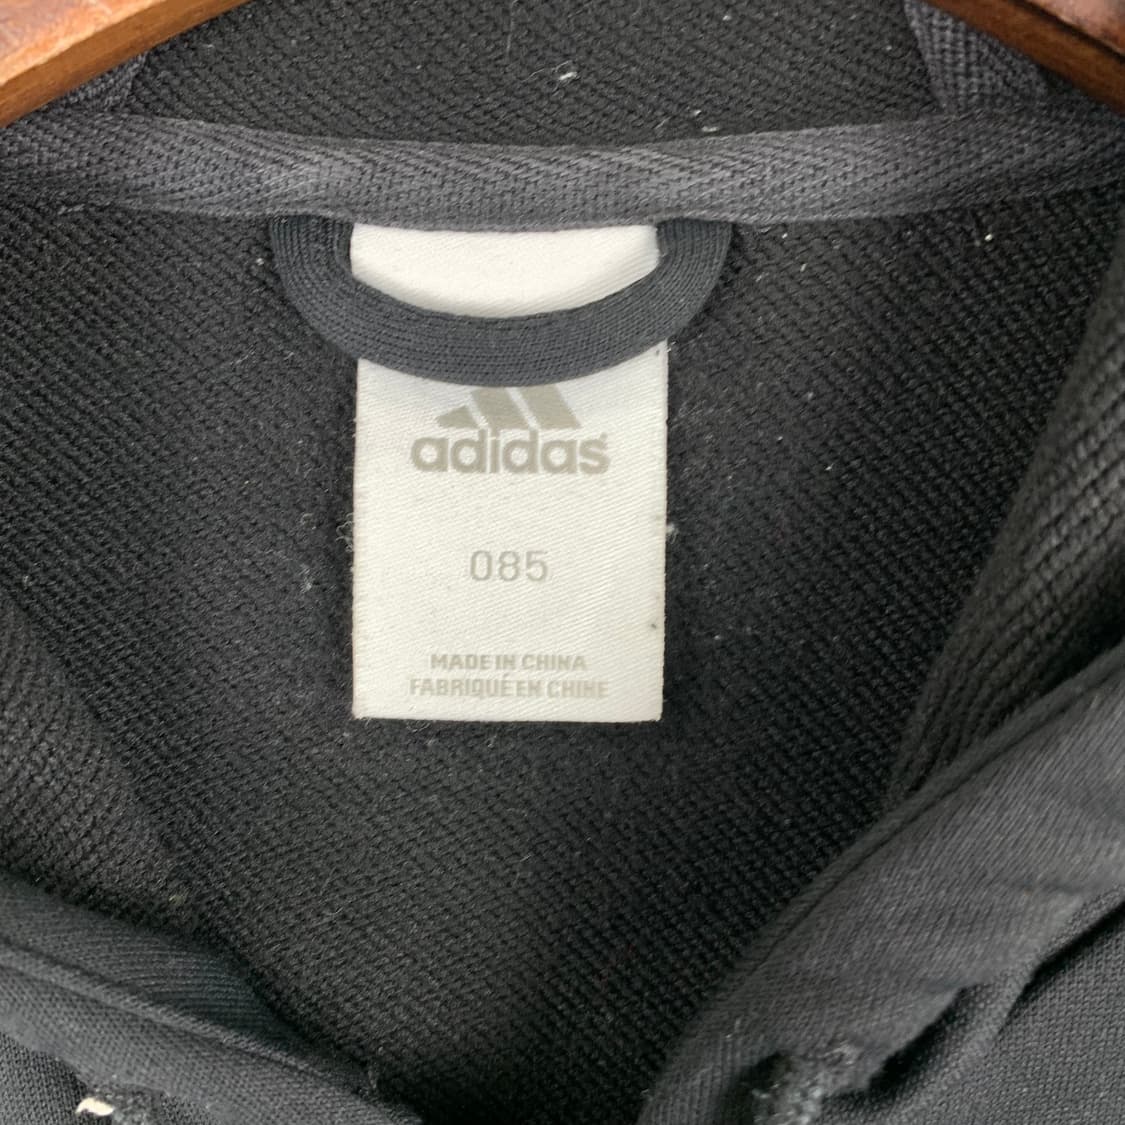 adidas
085
MADE IN CHINA
FABRIQUÉ EN CHINE